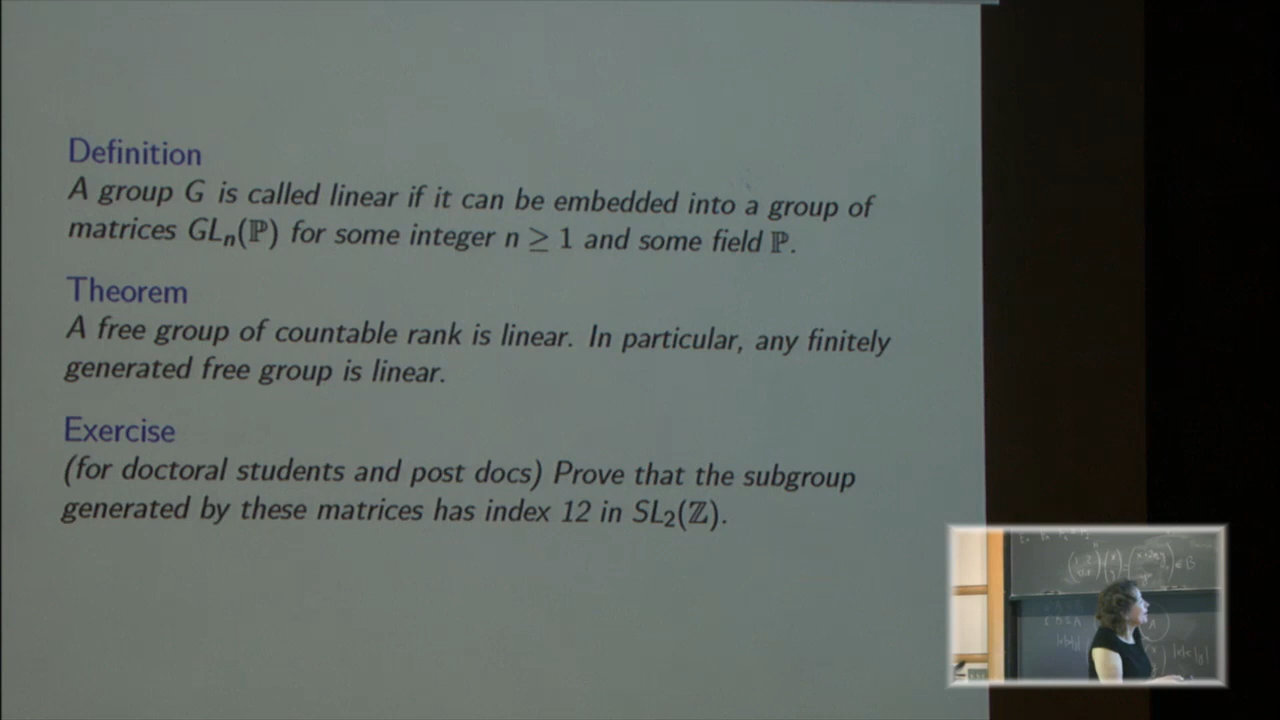 Definition
A group G is called linear if it can be embedded into a group of
matrices GLₙ(ℙ) for some integer n ≥ 1 and some field ℙ.
Theorem
A free group of countable rank is linear. In particular, any finitely
generated free group is linear.
Exercise
(for doctoral students and post docs) Prove that the subgroup
generated by these matrices has index 12 in SL₂(ℤ).